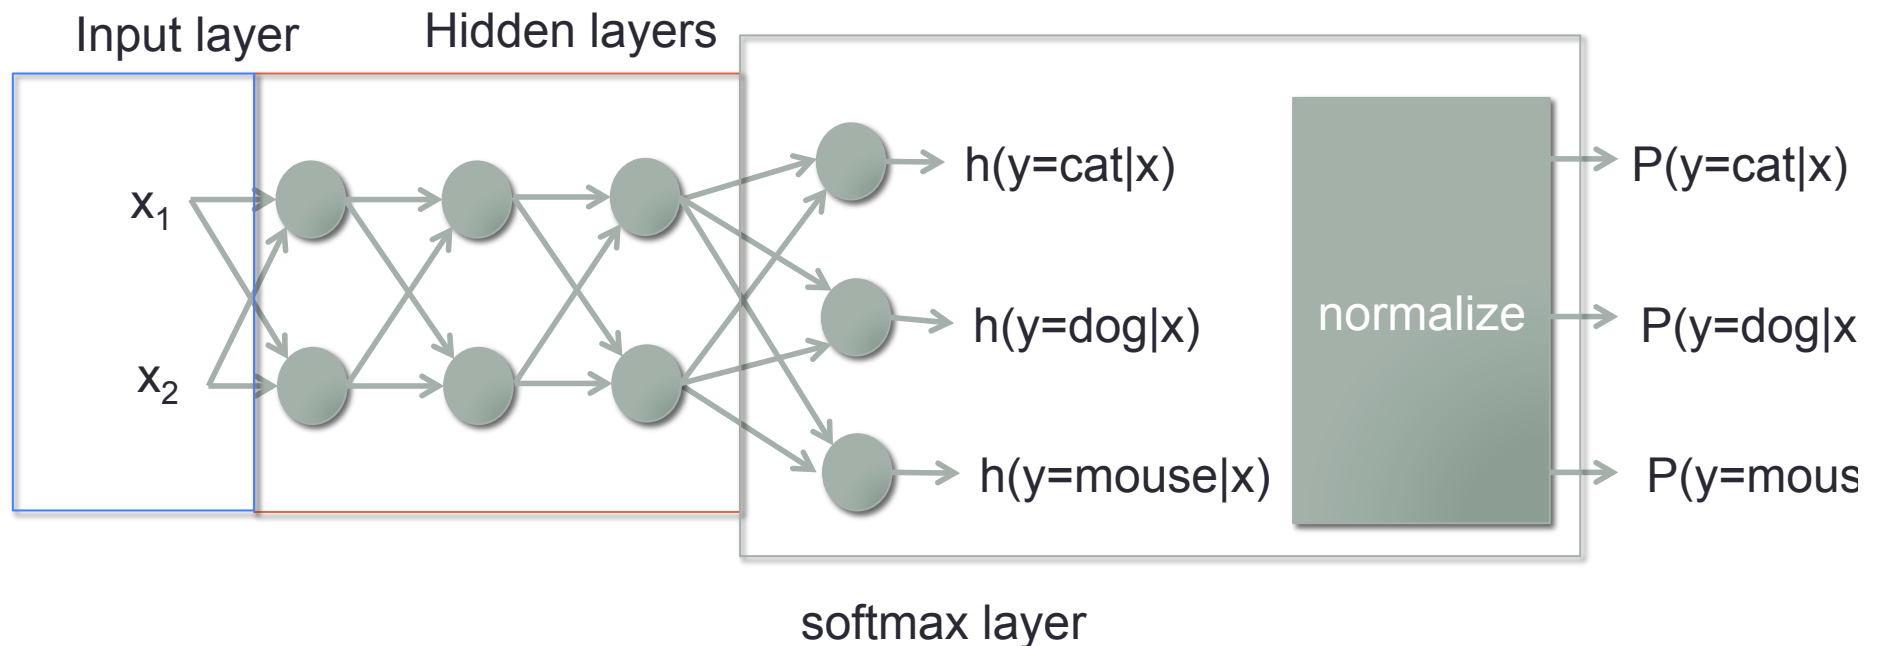 Input layer
Hidden layers
x₁
x₂
h(y=cat|x)
h(y=dog|x)
h(y=mouse|x)
normalize
P(y=cat|x)
P(y=dog|x
P(y=mous
softmax layer